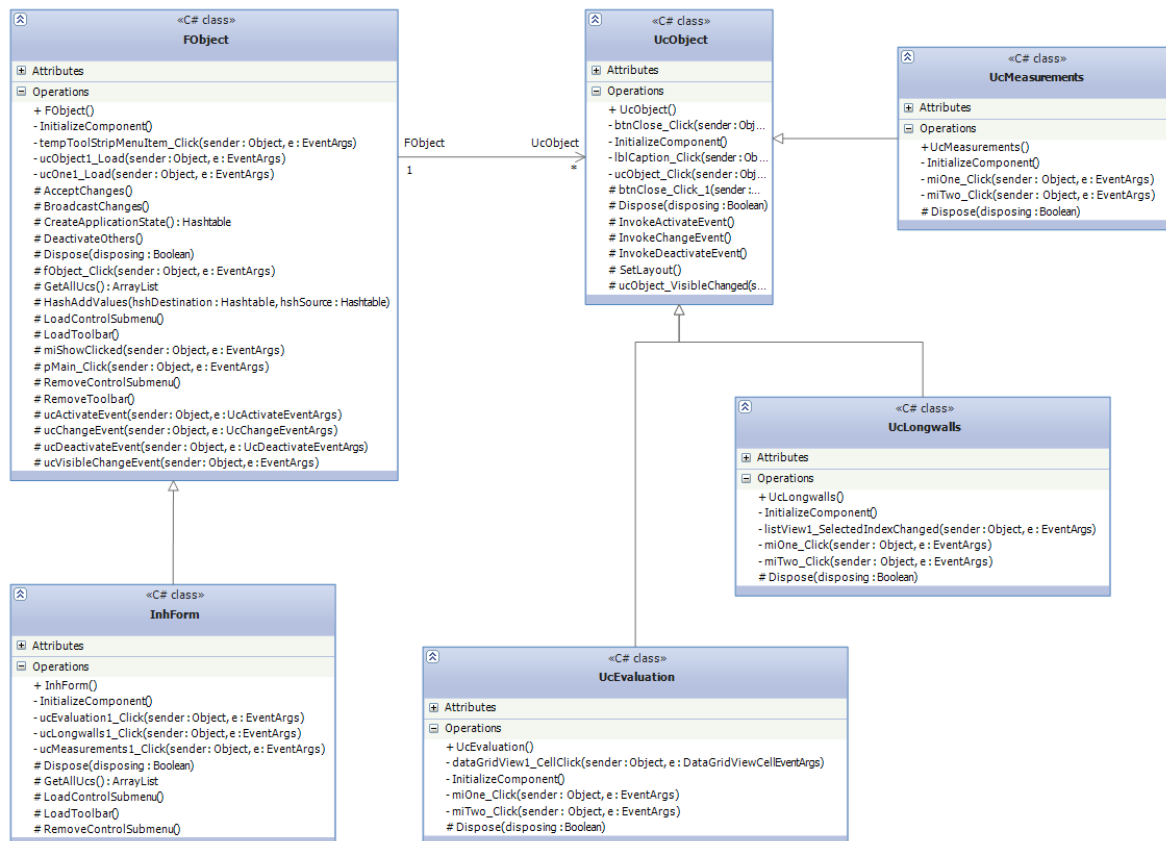 «C# class»
FObject
Attributes
Operations
+ FObject()
- InitializeComponent()
- tempToolStripMenuItem_Click(sender : Object, e : EventArgs)
- ucObject1_Load(sender : Object, e : EventArgs)
- ucOne1_Load(sender : Object, e : EventArgs)
# AcceptChanges()
# BroadcastChanges()
# CreateApplicationState() : Hashtable
# DeactivateOthers()
# Dispose(disposing : Boolean)
# fObject_Click(sender : Object, e : EventArgs)
# GetAllUcs() : ArrayList
# HashAddValues(hshDestination : Hashtable, hshSource : Hashtable)
# LoadControlSubmenu()
# LoadToolbar()
# miShowClicked(sender : Object, e : EventArgs)
# pMain_Click(sender : Object, e : EventArgs)
# RemoveControlSubmenu()
# RemoveToolbar()
# ucActivateEvent(sender : Object, e : UcActivateEventArgs)
# ucChangeEvent(sender : Object, e : UcChangeEventArgs)
# ucDeactivateEvent(sender : Object, e : UcDeactivateEventArgs)
# ucVisibleChangeEvent(sender : Object, e : EventArgs)
FObject
1
UcObject
*
«C# class»
UcObject
Attributes
Operations
+ UcObject()
- btnClose_Click(sender : Obj...
- InitializeComponent()
- lblCaption_Click(sender : Ob...
- ucObject_Click(sender : Obj...
# btnClose_Click_1(sender :...
# Dispose(disposing : Boolean)
# InvokeActivateEvent()
# InvokeChangeEvent()
# InvokeDeactivateEvent()
# SetLayout()
# ucObject_VisibleChanged(s...
«C# class»
UcMeasurements
Attributes
Operations
+ UcMeasurements()
- InitializeComponent()
- miOne_Click(sender : Object, e : EventArgs)
- miTwo_Click(sender : Object, e : EventArgs)
# Dispose(disposing : Boolean)
«C# class»
UcLongwalls
Attributes
Operations
+ UcLongwalls()
- InitializeComponent()
- listView1_SelectedIndexChanged(sender : Object, e : EventArgs)
- miOne_Click(sender : Object, e : EventArgs)
- miTwo_Click(sender : Object, e : EventArgs)
# Dispose(disposing : Boolean)
«C# class»
InhForm
Attributes
Operations
+ InhForm()
- InitializeComponent()
- ucEvaluation1_Click(sender : Object, e : EventArgs)
- ucLongwalls1_Click(sender : Object, e : EventArgs)
- ucMeasurements1_Click(sender : Object, e : EventArgs)
# Dispose(disposing : Boolean)
# GetAllUcs() : ArrayList
# LoadControlSubmenu()
# LoadToolbar()
# RemoveControlSubmenu()
«C# class»
UcEvaluation
Attributes
Operations
+ UcEvaluation()
- dataGridView1_CellClick(sender : Object, e : DataGridViewCellEventArgs)
- InitializeComponent()
- miOne_Click(sender : Object, e : EventArgs)
- miTwo_Click(sender : Object, e : EventArgs)
# Dispose(disposing : Boolean)